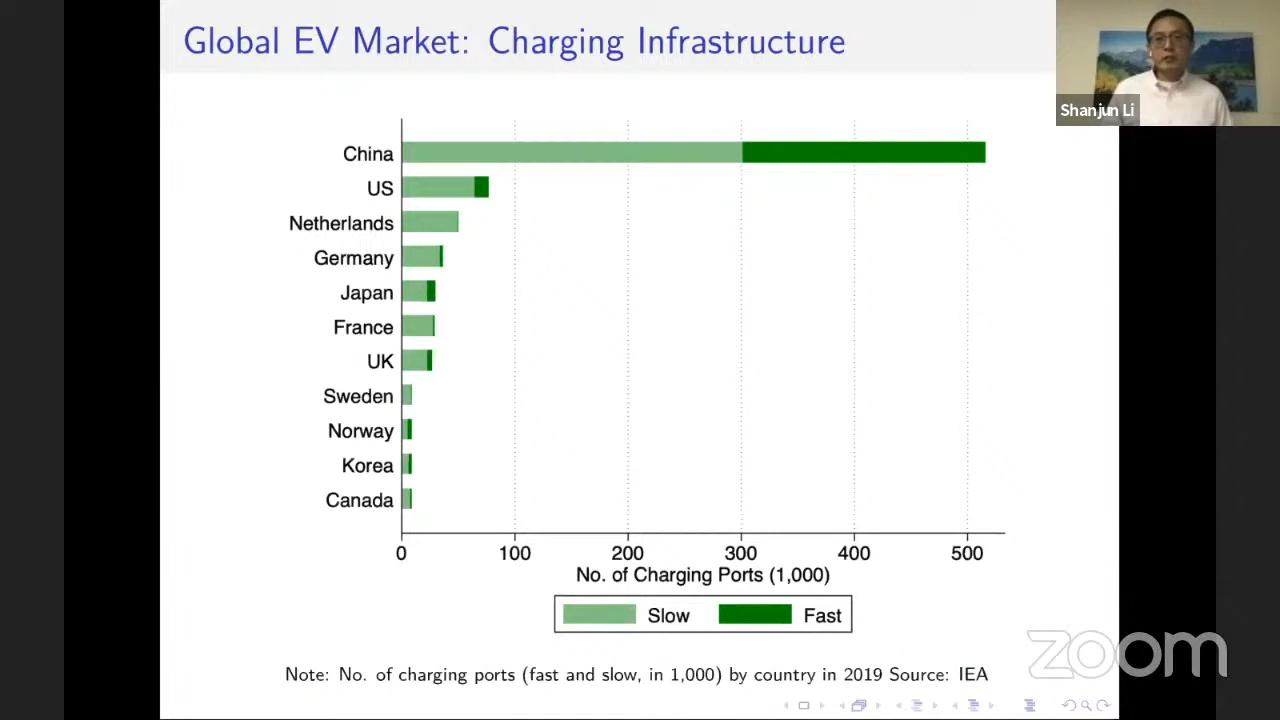 Global EV Market: Charging Infrastructure
Shanjun Li
China
US
Netherlands
Germany
Japan
France
UK
Sweden
Norway
Korea
Canada
0 100 200 300 400 500
No. of Charging Ports (1,000)
Slow Fast
Note: No. of charging ports (fast and slow, in 1,000) by country in 2019 Source: IEA
zoom